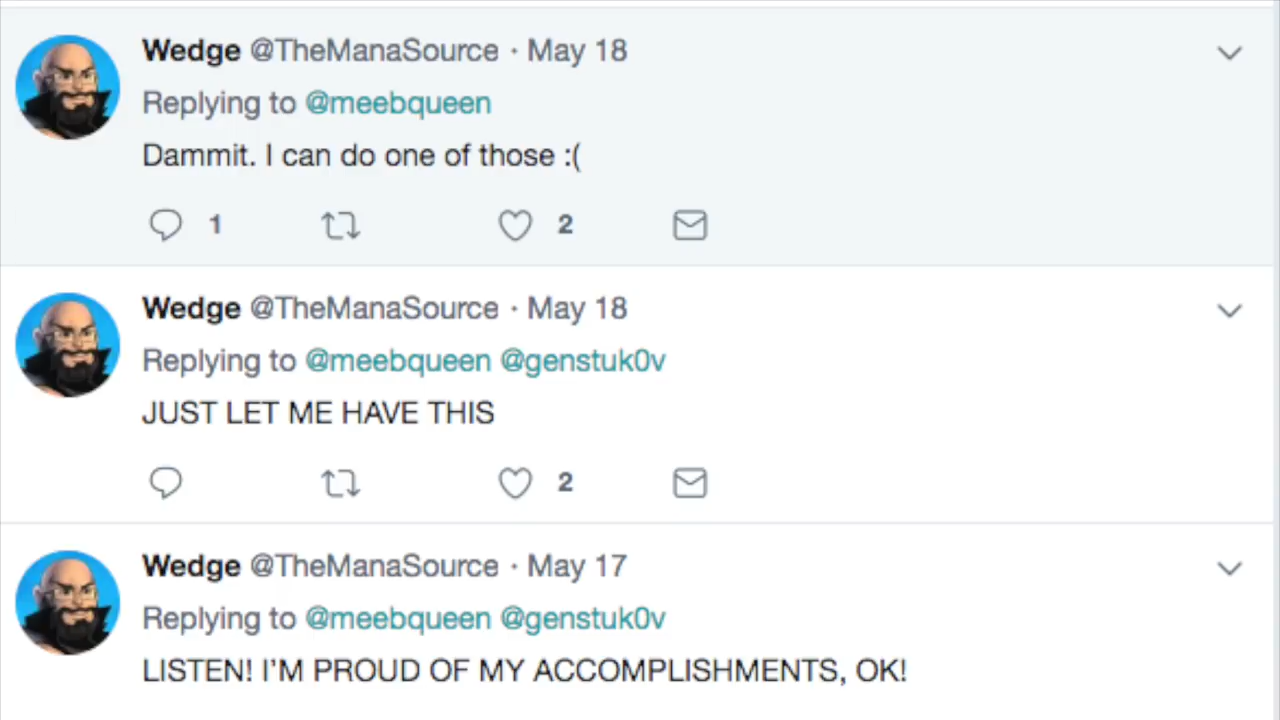 Wedge @TheManaSource · May 18
Replying to @meebqueen
Dammit. I can do one of those :(
1 2
Wedge @TheManaSource · May 18
Replying to @meebqueen @genstuk0v
JUST LET ME HAVE THIS
2
Wedge @TheManaSource · May 17
Replying to @meebqueen @genstuk0v
LISTEN! I'M PROUD OF MY ACCOMPLISHMENTS, OK!